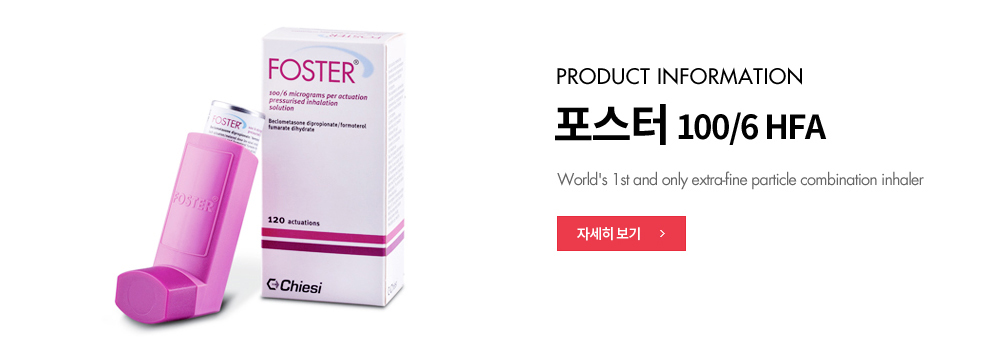 FOSTER®
100/6 micrograms per actuation
pressurised inhalation
solution
Beclometasone dipropionate/formoterol
fumarate dihydrate
120 actuations
Chiesi
FOSTER
FOSTER
PRODUCT INFORMATION
포스터 100/6 HFA
World's 1st and only extra-fine particle combination inhaler
자세히 보기 >